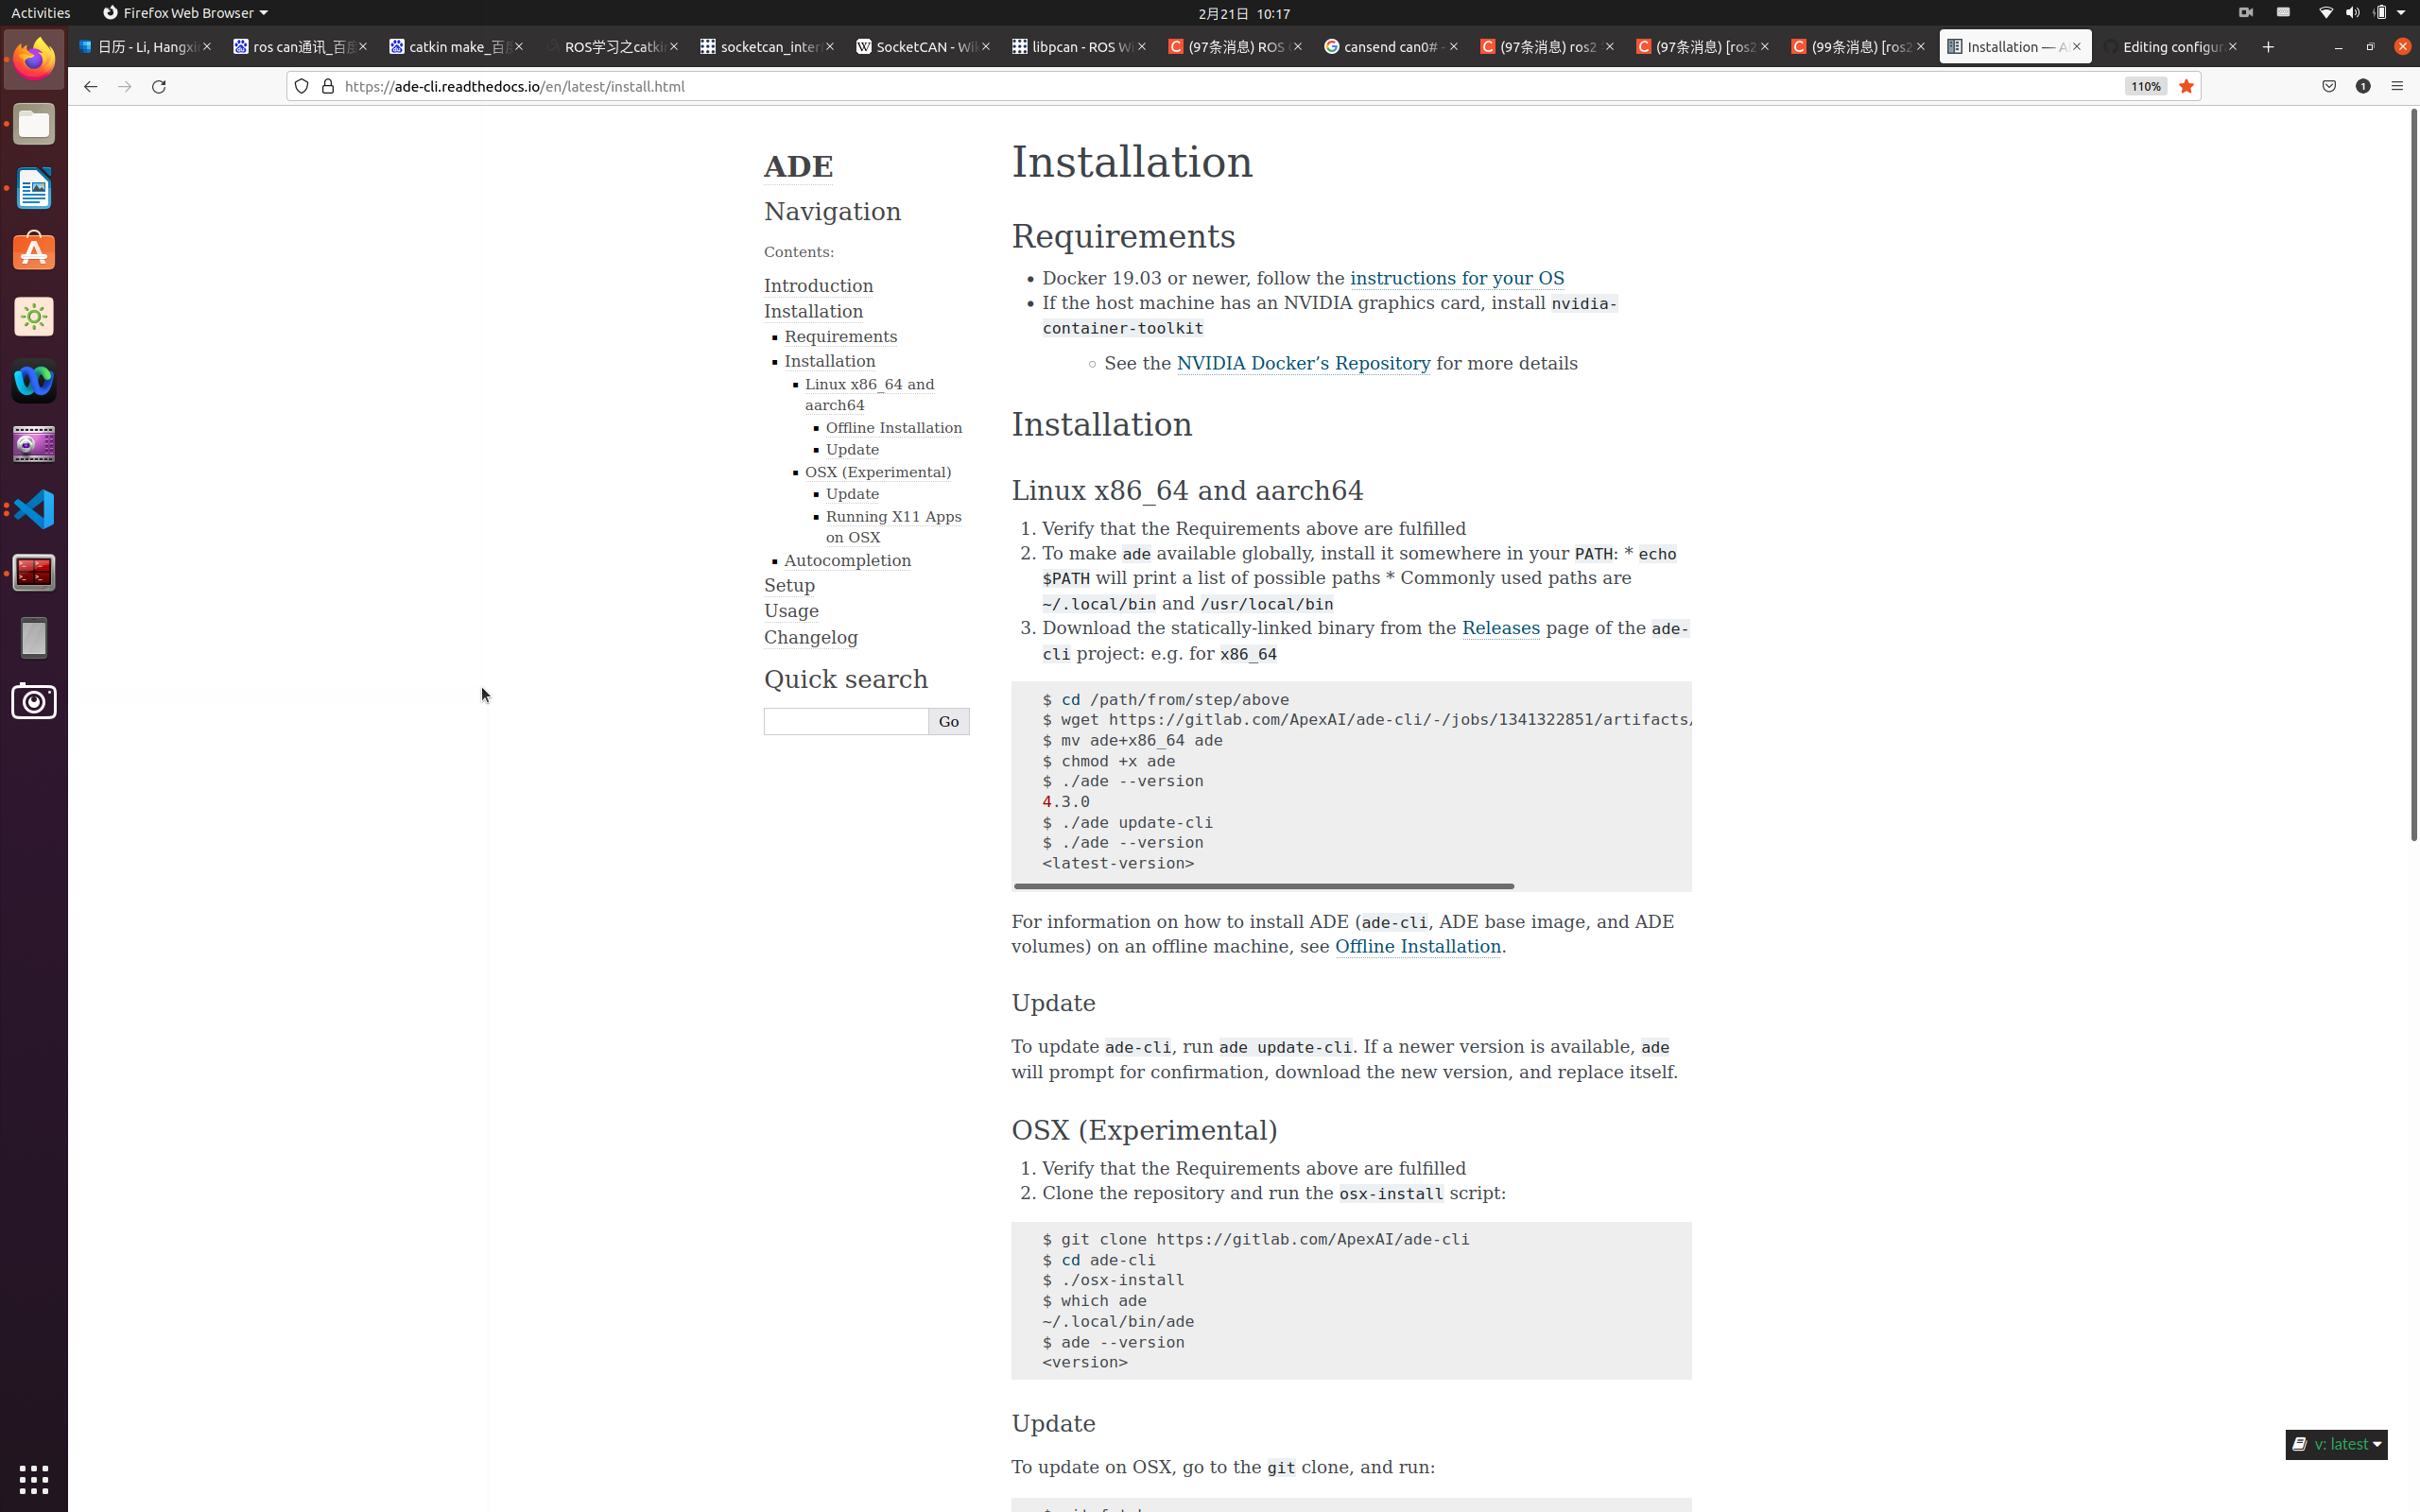 Activities
Firefox Web Browser
2月21日 10:17
日历 - Li, Hangxi
ros can通讯_百度
catkin make_百度
ROS学习之catki
socketcan_interf
SocketCAN - Wik
libpcan - ROS Wi
(97条消息) ROS
cansend can0# -
(97条消息) ros2
(97条消息) [ros2
(99条消息) [ros2
Installation — A
Editing configur
https://ade-cli.readthedocs.io/en/latest/install.html
110%
1
ADE
Navigation
Contents:
Introduction
Installation
Requirements
Installation
Linux x86_64 and
aarch64
Offline Installation
Update
OSX (Experimental)
Update
Running X11 Apps
on OSX
Autocompletion
Setup
Usage
Changelog
Quick search
Go
Installation
Requirements
Docker 19.03 or newer, follow the instructions for your OS
If the host machine has an NVIDIA graphics card, install nvidia-
container-toolkit
See the NVIDIA Docker’s Repository for more details
Installation
Linux x86_64 and aarch64
1. Verify that the Requirements above are fulfilled
2. To make ade available globally, install it somewhere in your PATH: * echo
$PATH will print a list of possible paths * Commonly used paths are
~/.local/bin and /usr/local/bin
3. Download the statically-linked binary from the Releases page of the ade-
cli project: e.g. for x86_64
$ cd /path/from/step/above
$ wget https://gitlab.com/ApexAI/ade-cli/-/jobs/1341322851/artifacts/
$ mv ade+x86_64 ade
$ chmod +x ade
$ ./ade --version
4.3.0
$ ./ade update-cli
$ ./ade --version
<latest-version>
For information on how to install ADE (ade-cli, ADE base image, and ADE
volumes) on an offline machine, see Offline Installation.
Update
To update ade-cli, run ade update-cli. If a newer version is available, ade
will prompt for confirmation, download the new version, and replace itself.
OSX (Experimental)
1. Verify that the Requirements above are fulfilled
2. Clone the repository and run the osx-install script:
$ git clone https://gitlab.com/ApexAI/ade-cli
$ cd ade-cli
$ ./osx-install
$ which ade
~/.local/bin/ade
$ ade --version
<version>
Update
To update on OSX, go to the git clone, and run:
v: latest